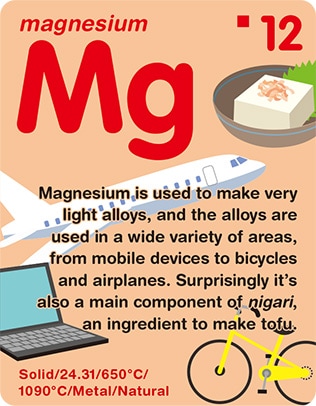 magnesium
Mg
12
Magnesium is used to make very
light alloys, and the alloys are
used in a wide variety of areas,
from mobile devices to bicycles
and airplanes. Surprisingly it's
also a main component of nigari,
an ingredient to make tofu.
Solid/24.31/650°C/
1090°C/Metal/Natural